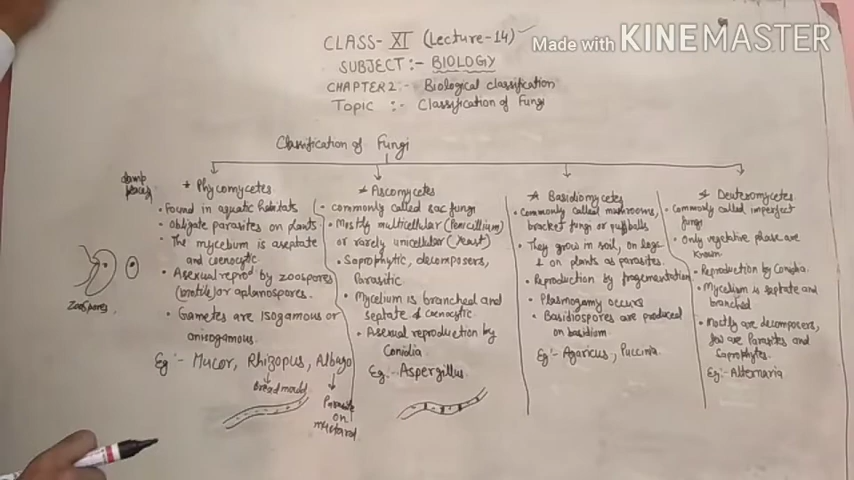 CLASS- XI (Lecture-14)
Made with KINEMASTER
SUBJECT :- BIOLOGY
CHAPTER 2:- Biological classification
TOPIC :- Classification of Fungi
Classification of Fungi
damp
places
* Phycomycetes
• Found in aquatic habitats
• Obligate parasites on plants
• The mycelium is aseptate
and coenocytic
• Asexual reprod by zoospores
(motile) or aplanospores.
• Gametes are isogamous or
anisogamous
Eg:- Mucor, Rhizopus, Albugo
Bread mould
Parasite
on
mustard
Zoospores
* Ascomycetes
• commonly called sac fungi
• Mostly multicellular (Penicillium)
or rarely unicellular (Yeast)
• Saprophytic, decomposers,
Parasitic
• Mycelium is branched and
septate & coenocytic
• Asexual reproduction by
Conidia
Eg:- Aspergillus
* Basidiomycetes
• Commonly called mushrooms,
bracket fungi or puffballs
• They grow in soil, on logs
& on plants as parasites.
• Reproduction by fragmentation
• Plasmogamy occurs
• Basidiospores are produced
on basidium
Eg:- Agaricus, Puccinia
* Deuteromycetes
• Commonly called imperfect
fungi
• Only vegetative phase are
known
• Reproduction by Conidia
• Mycelium is septate and
branched
• Mostly are decomposers,
few are Parasites and
Saprophytes.
Eg:- Alternaria